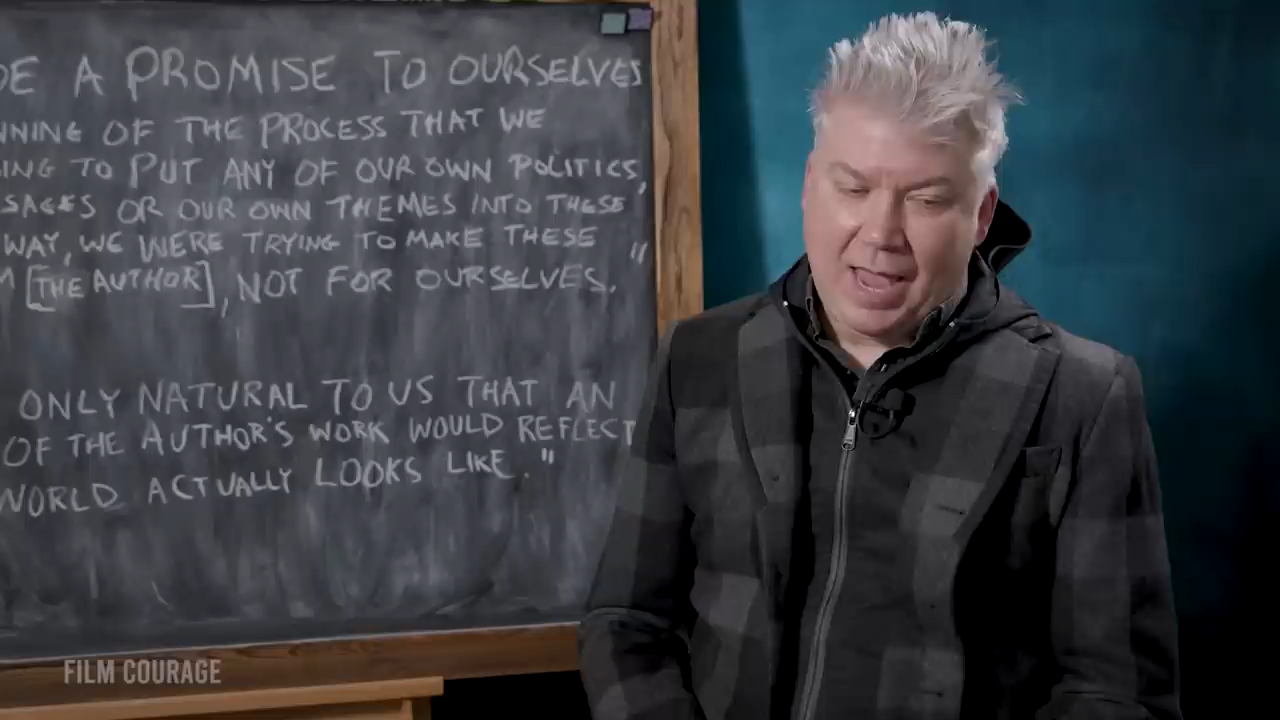 DE A PROMISE TO OURSELVES
NNING OF THE PROCESS THAT WE
ING TO PUT ANY OF OUR OWN POLITICS,
SAGES OR OUR OWN THEMES INTO THESE
WAY, WE WERE TRYING TO MAKE THESE
M [THE AUTHOR], NOT FOR OURSELVES."
ONLY NATURAL TO US THAT AN
OF THE AUTHOR'S WORK WOULD REFLECT
WORLD ACTUALLY LOOKS LIKE."
FILM COURAGE